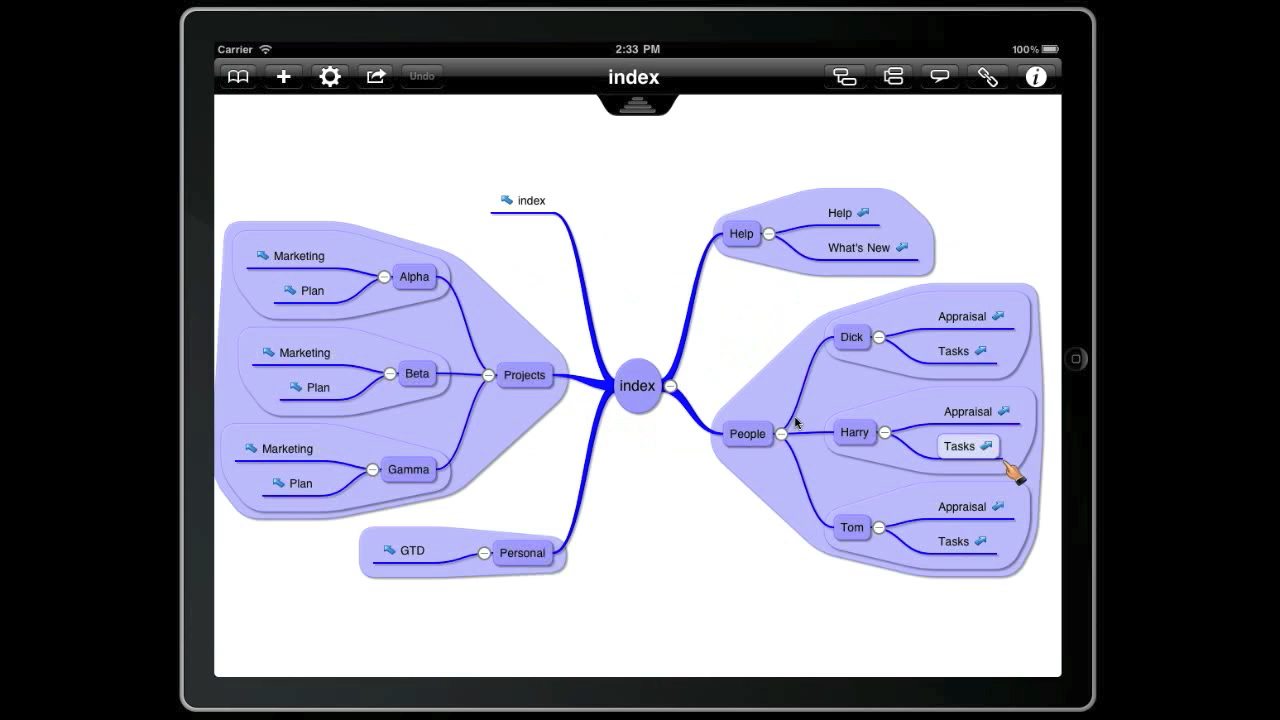 Carrier
2:33 PM
100%
Undo
index
index
Marketing
Plan
Alpha
Marketing
Plan
Beta
Marketing
Plan
Gamma
Projects
GTD
Personal
index
Help
Help
What's New
People
Dick
Appraisal
Tasks
Harry
Appraisal
Tasks
Tom
Appraisal
Tasks